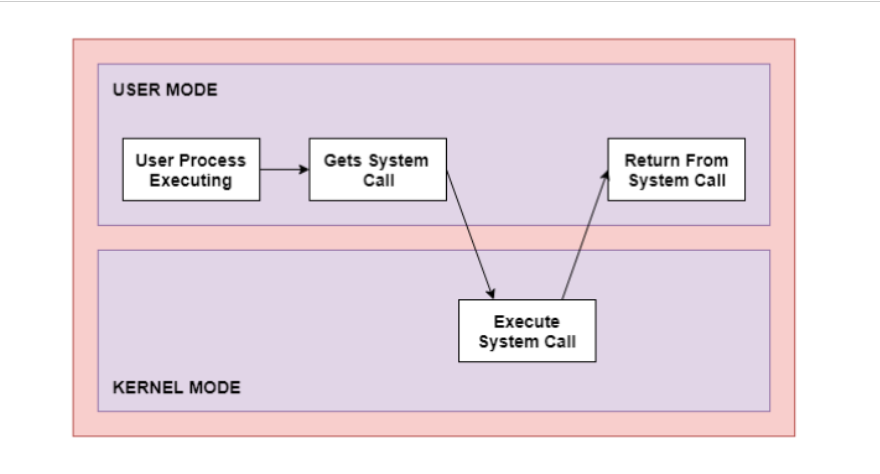 USER MODE
User Process
Executing
Gets System
Call
Return From
System Call
Execute
System Call
KERNEL MODE